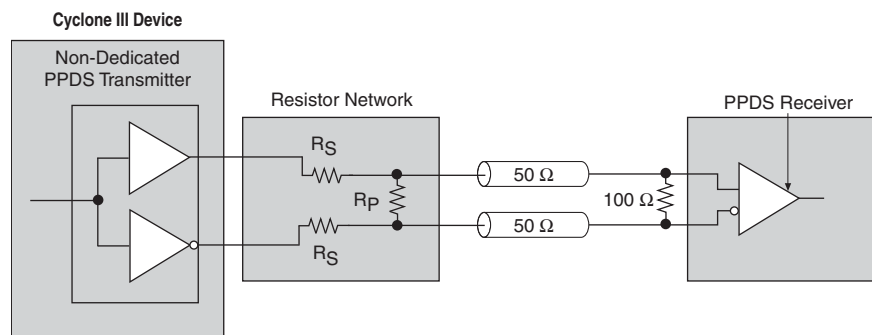 Cyclone III Device
Non-Dedicated
PPDS Transmitter
Resistor Network
PPDS Receiver
RS
50 Ω
RP
100 Ω
50 Ω
RS